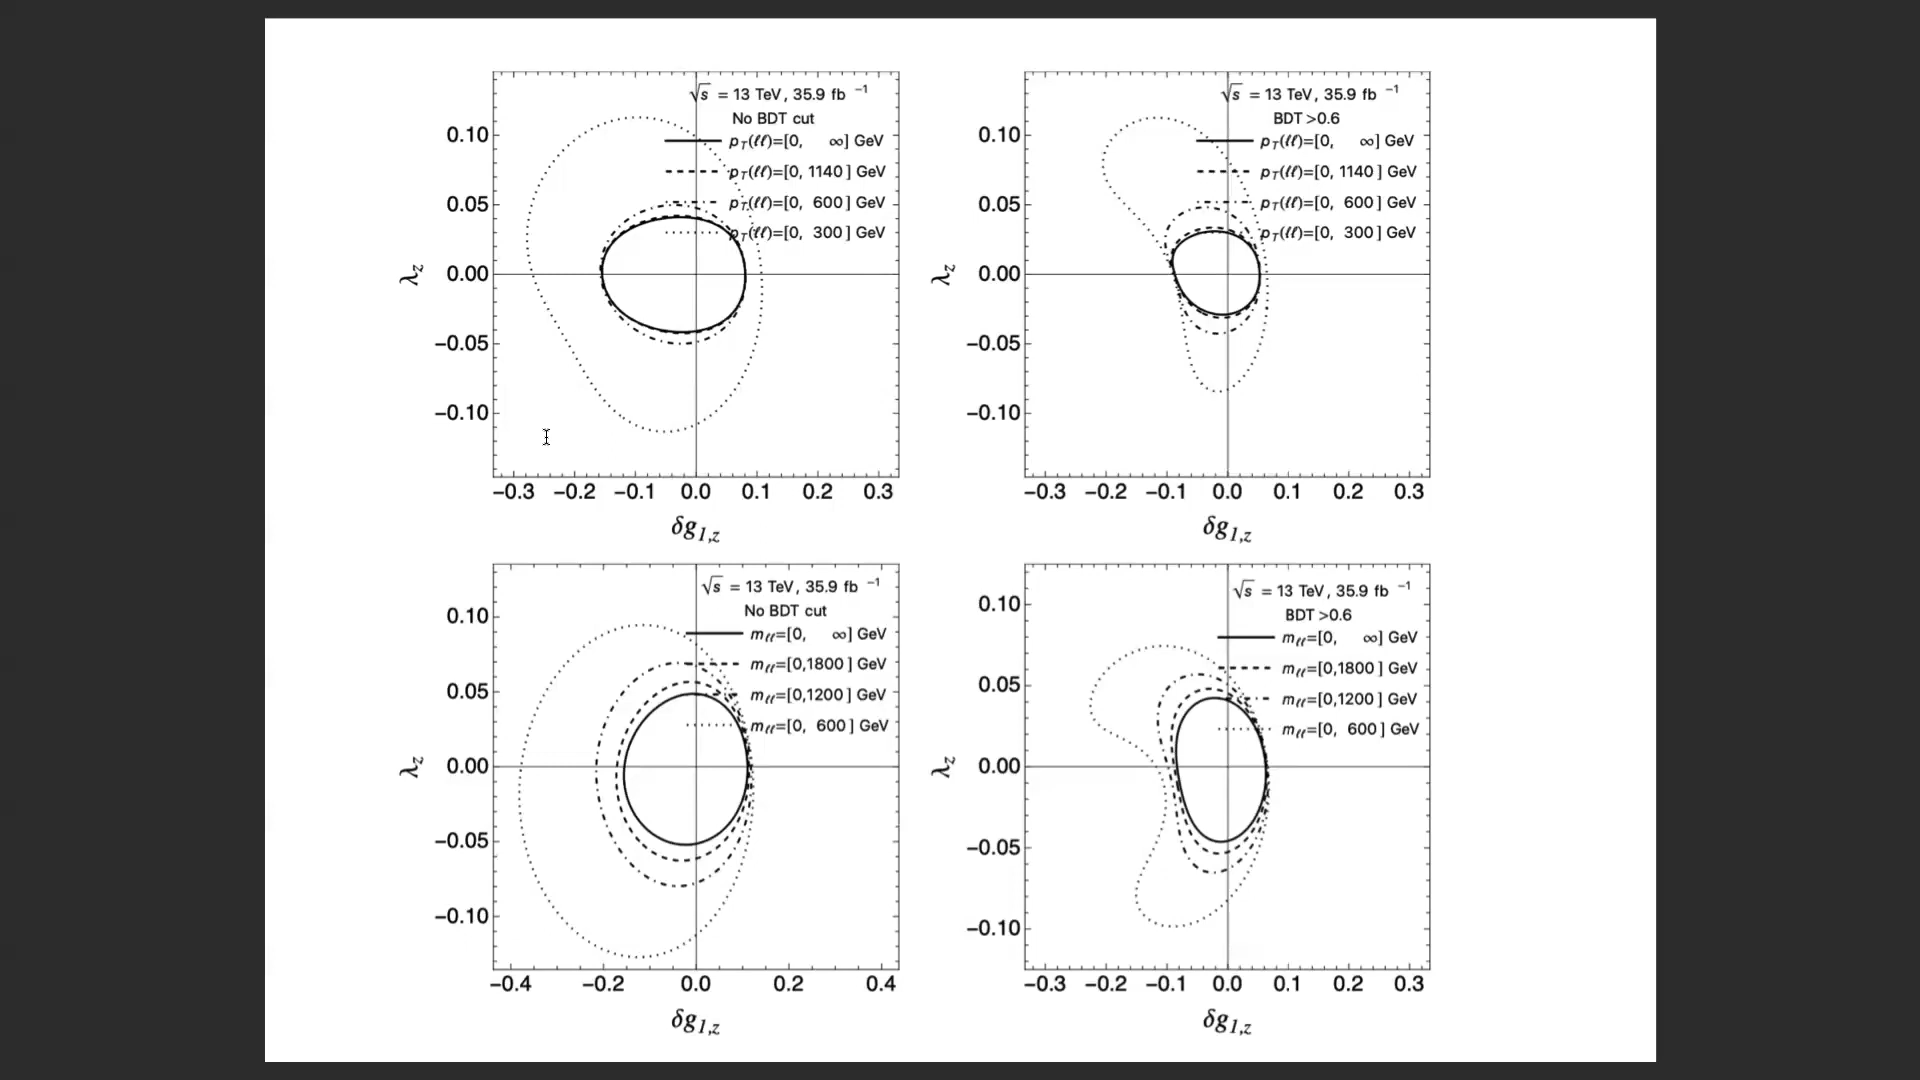 √s = 13 TeV, 35.9 fb⁻¹
No BDT cut
p_T(ℓℓ)=[0, ∞] GeV
p_T(ℓℓ)=[0, 1140] GeV
p_T(ℓℓ)=[0, 600] GeV
p_T(ℓℓ)=[0, 300] GeV
0.10
0.05
0.00
−0.05
−0.10
λ_z
−0.3 −0.2 −0.1 0.0 0.1 0.2 0.3
δg_{1,z}
√s = 13 TeV, 35.9 fb⁻¹
BDT >0.6
p_T(ℓℓ)=[0, ∞] GeV
p_T(ℓℓ)=[0, 1140] GeV
p_T(ℓℓ)=[0, 600] GeV
p_T(ℓℓ)=[0, 300] GeV
0.10
0.05
0.00
−0.05
−0.10
λ_z
−0.3 −0.2 −0.1 0.0 0.1 0.2 0.3
δg_{1,z}
√s = 13 TeV, 35.9 fb⁻¹
No BDT cut
m_ℓℓ=[0, ∞] GeV
m_ℓℓ=[0,1800] GeV
m_ℓℓ=[0,1200] GeV
m_ℓℓ=[0, 600] GeV
0.10
0.05
0.00
−0.05
−0.10
λ_z
−0.4 −0.2 0.0 0.2 0.4
δg_{1,z}
√s = 13 TeV, 35.9 fb⁻¹
BDT >0.6
m_ℓℓ=[0, ∞] GeV
m_ℓℓ=[0,1800] GeV
m_ℓℓ=[0,1200] GeV
m_ℓℓ=[0, 600] GeV
0.10
0.05
0.00
−0.05
−0.10
λ_z
−0.3 −0.2 −0.1 0.0 0.1 0.2 0.3
δg_{1,z}